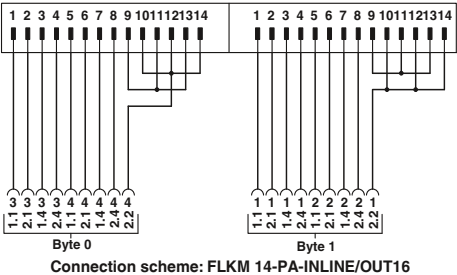 1 2 3 4 5 6 7 8 9 10 11 12 13 14
1 2 3 4 5 6 7 8 9 10 11 12 13 14
3 3 3 3 4 4 4 4 4
1.1 2.1 1.4 2.4 1.1 2.1 1.4 2.4 2.2
1 1 1 1 2 2 2 2 1
1.1 2.1 1.4 2.4 1.1 2.1 1.4 2.4 2.2
Byte 0
Byte 1
Connection scheme: FLKM 14-PA-INLINE/OUT16